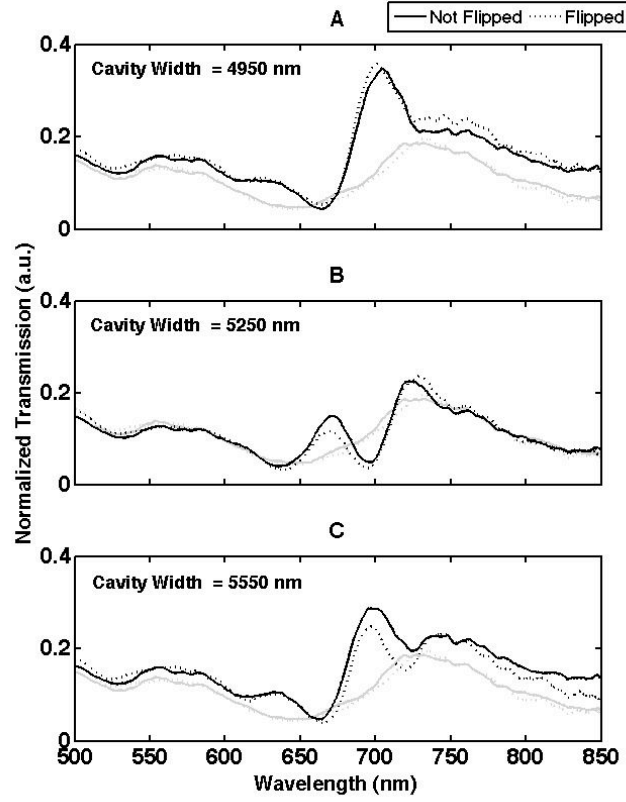 A
Not Flipped Flipped
Cavity Width = 4950 nm
0.4
0.2
0
B
Cavity Width = 5250 nm
0.4
0.2
0
C
Cavity Width = 5550 nm
0.4
0.2
0
500 550 600 650 700 750 800 850
Wavelength (nm)
Normalized Transmission (a.u.)